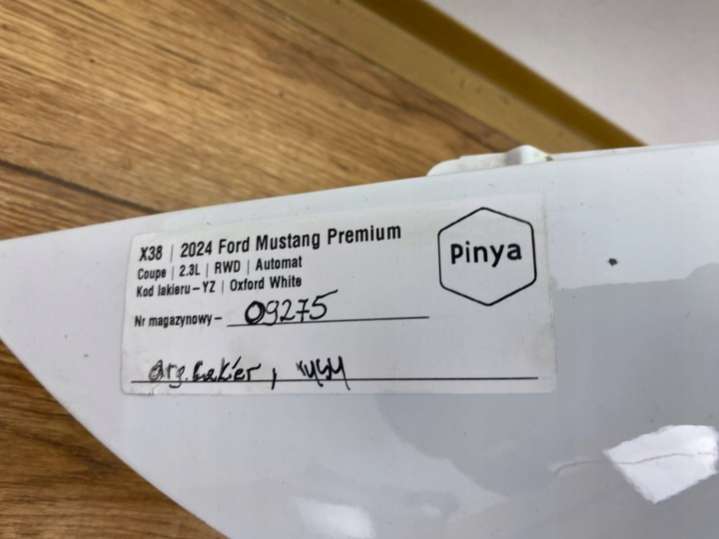 X38 | 2024 Ford Mustang Premium
Coupe | 2.3L | RWD | Automat
Kod lakieru – YZ | Oxford White
Nr magazynowy – 09275
org. lakier,
Pinya